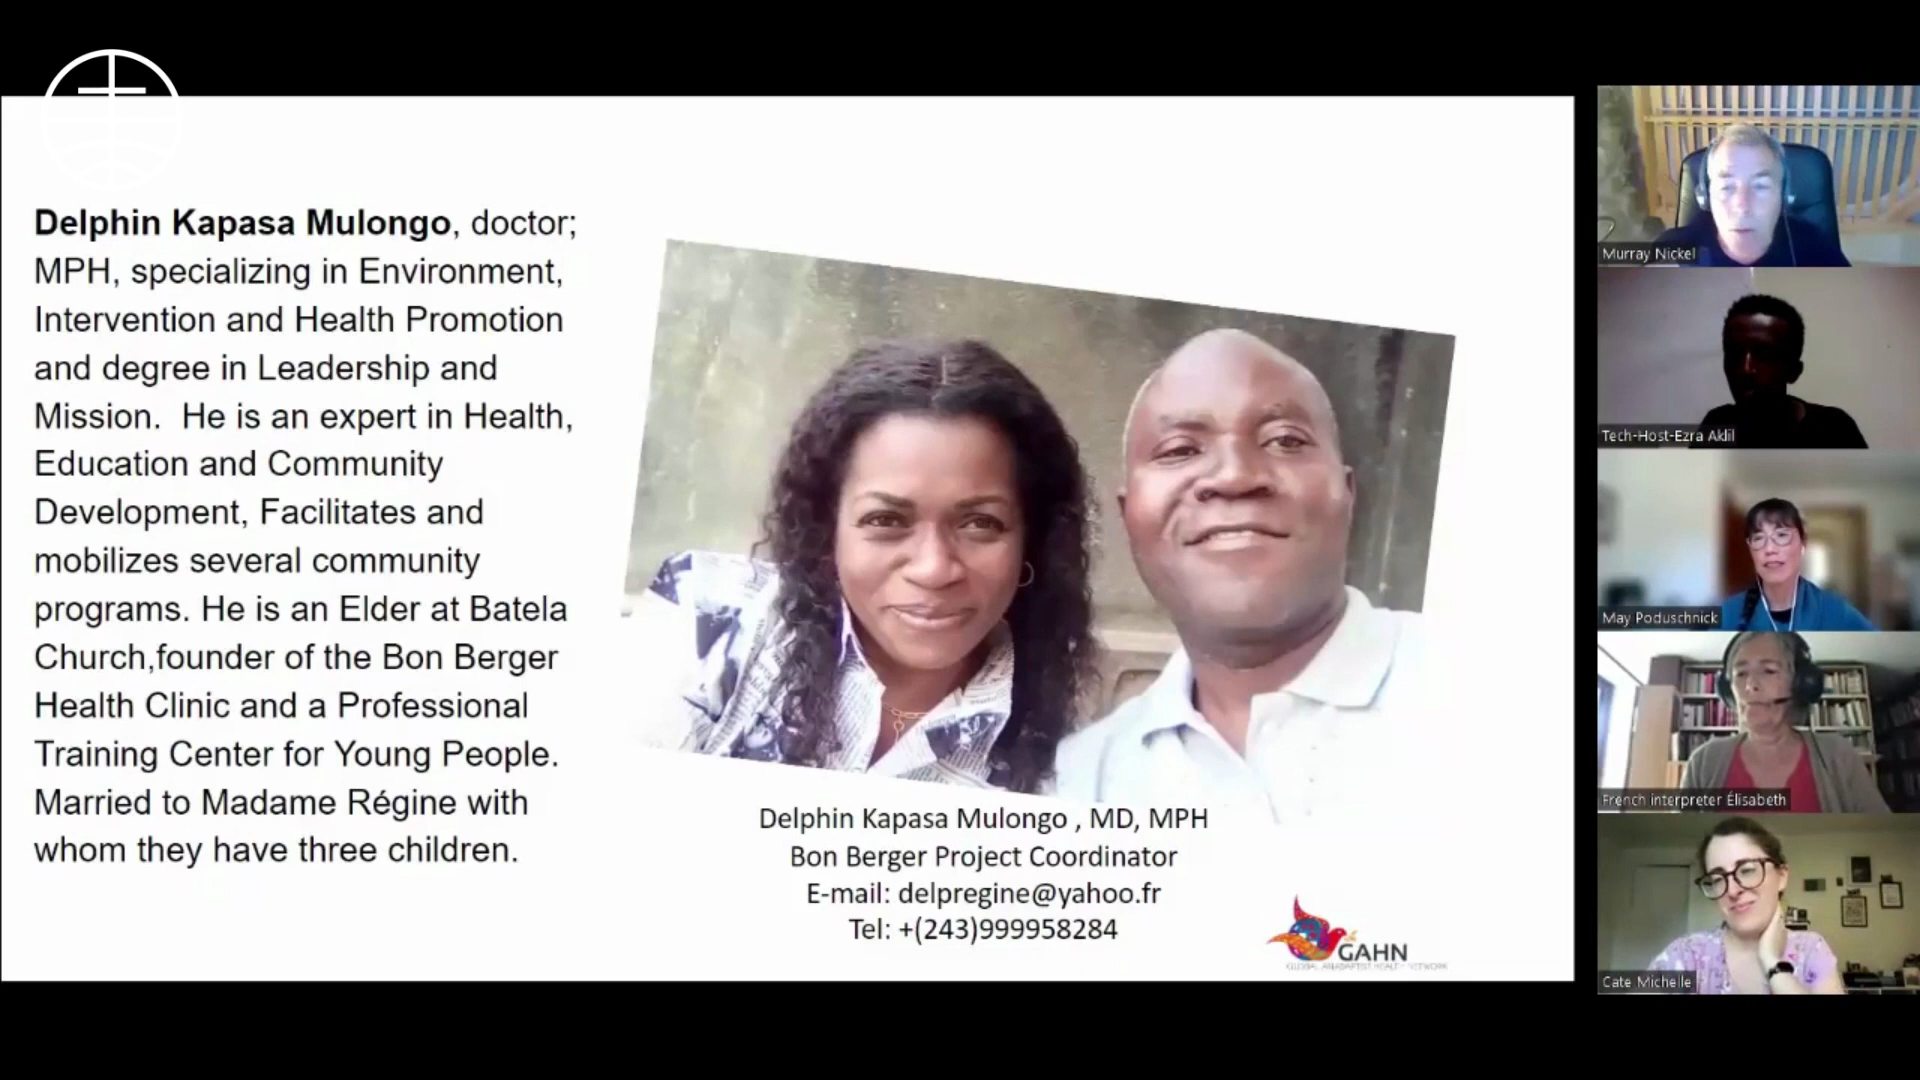 Delphin Kapasa Mulongo, doctor;
MPH, specializing in Environment,
Intervention and Health Promotion
and degree in Leadership and
Mission.  He is an expert in Health,
Education and Community
Development, Facilitates and
mobilizes several community
programs. He is an Elder at Batela
Church,founder of the Bon Berger
Health Clinic and a Professional
Training Center for Young People.
Married to Madame Régine with
whom they have three children.
Delphin Kapasa Mulongo , MD, MPH
Bon Berger Project Coordinator
E-mail: delpregine@yahoo.fr
Tel: +(243)999958284
GAHN
GLOBAL ANABAPTIST HEALTH NETWORK
Murray Nickel
Tech-Host-Ezra Aklil
May Poduschnick
French interpreter Élisabeth
Cate Michelle